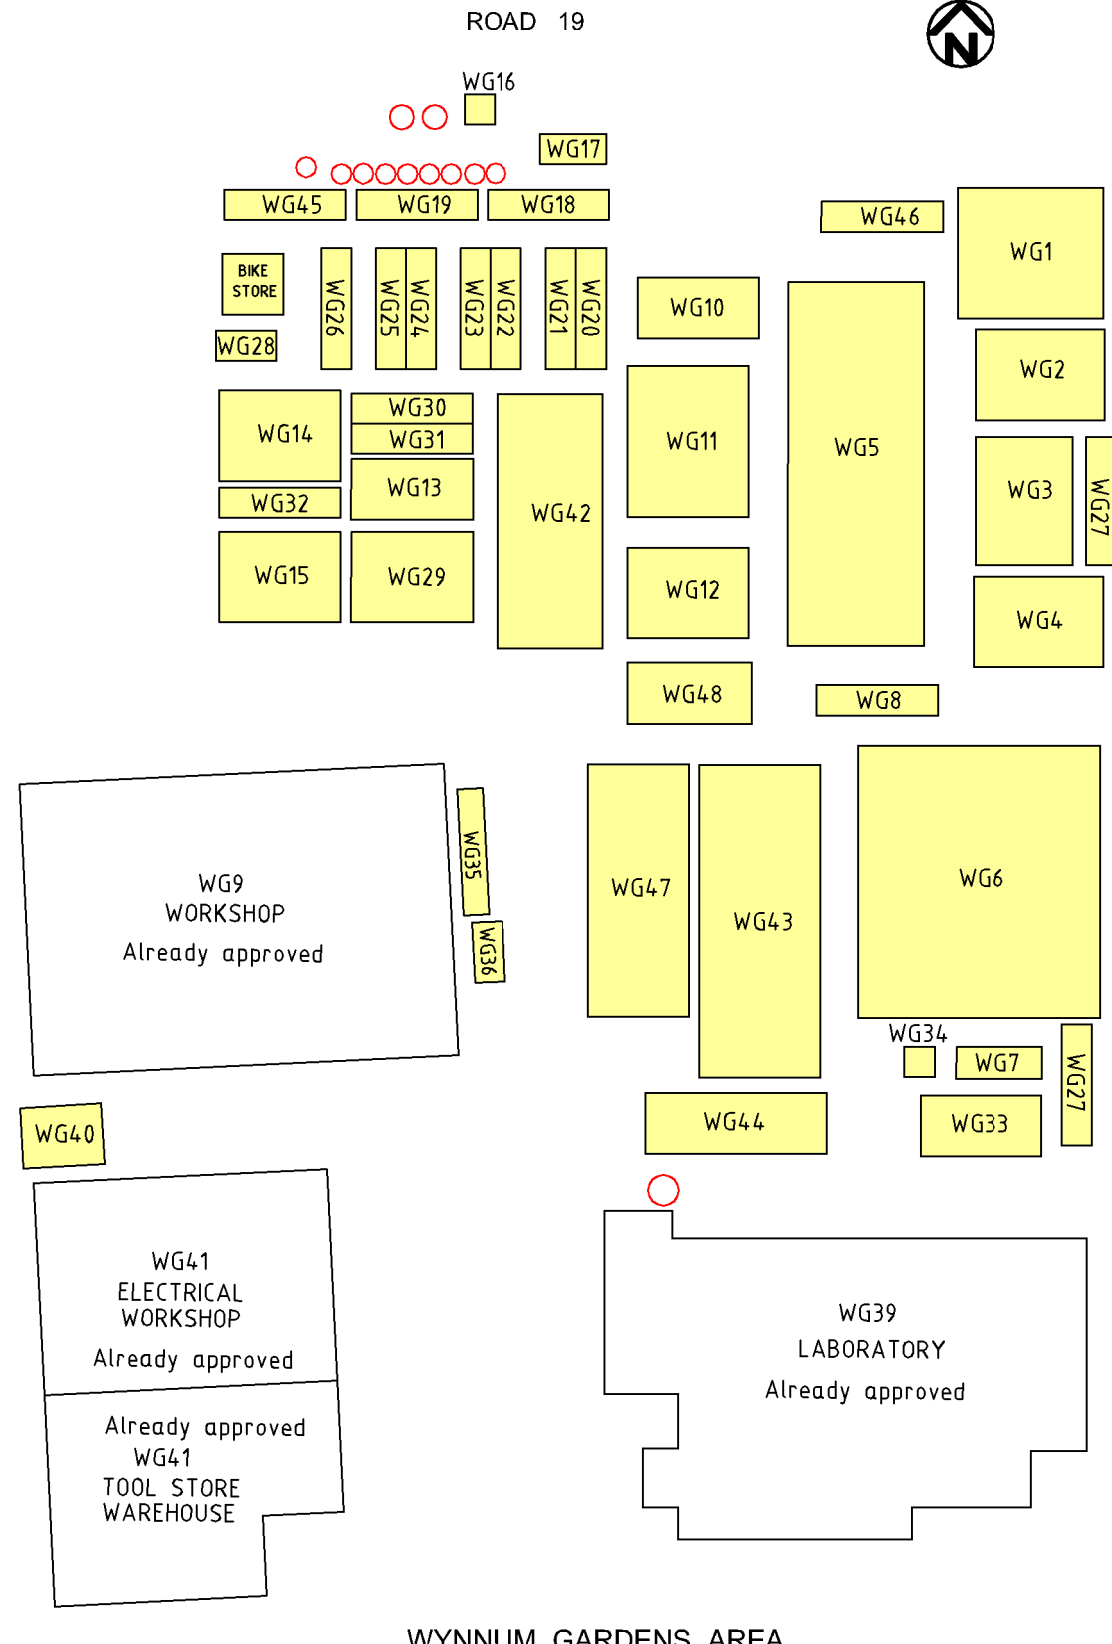 ROAD 19
N
WG16
WG17
WG45
WG19
WG18
WG46
WG1
BIKE
STORE
WG26
WG25
WG24
WG23
WG22
WG21
WG20
WG10
WG28
WG2
WG30
WG14
WG31
WG11
WG5
WG13
WG3
WG27
WG32
WG42
WG15
WG29
WG12
WG4
WG48
WG8
WG35
WG9
WORKSHOP
Already approved
WG36
WG47
WG43
WG6
WG34
WG7
WG27
WG40
WG44
WG33
WG41
ELECTRICAL
WORKSHOP
Already approved
WG39
LABORATORY
Already approved
Already approved
WG41
TOOL STORE
WAREHOUSE
WYNNUM GARDENS AREA